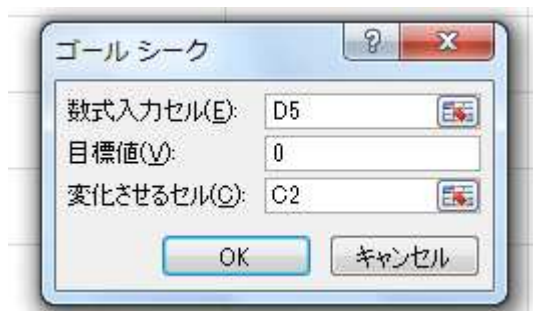 ゴール シーク
数式入力セル(E): D5
目標値(V): 0
変化させるセル(C): C2
OK キャンセル